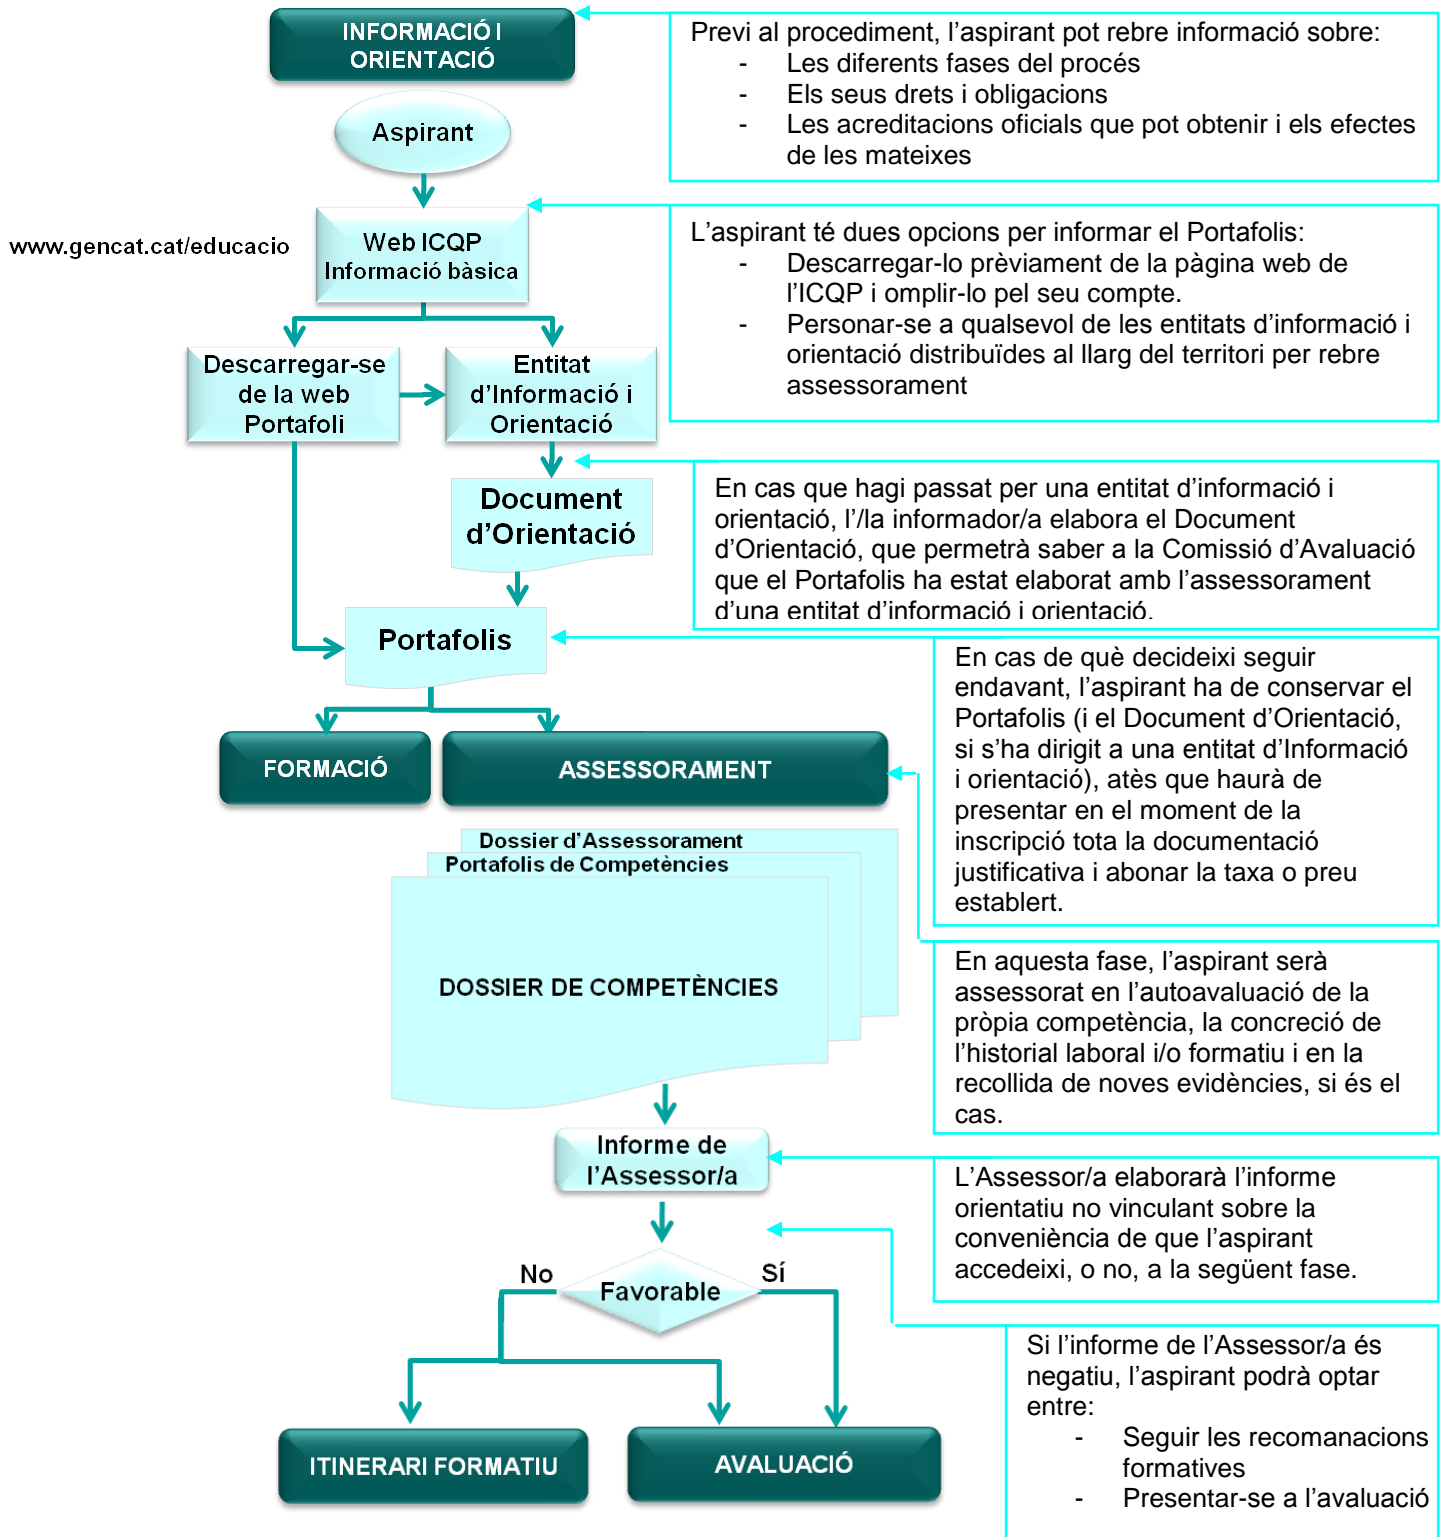 INFORMACIÓ I
ORIENTACIÓ
Previ al procediment, l’aspirant pot rebre informació sobre:
- Les diferents fases del procés
- Els seus drets i obligacions
- Les acreditacions oficials que pot obtenir i els efectes
de les mateixes
Aspirant
www.gencat.cat/educacio
Web ICQP
Informació bàsica
L’aspirant té dues opcions per informar el Portafolis:
- Descarregar-lo prèviament de la pàgina web de
l’ICQP i omplir-lo pel seu compte.
- Personar-se a qualsevol de les entitats d’informació i
orientació distribuïdes al llarg del territori per rebre
assessorament
Descarregar-se
de la web
Portafoli
Entitat
d’Informació i
Orientació
Document
d’Orientació
En cas que hagi passat per una entitat d’informació i
orientació, l’/la informador/a elabora el Document
d’Orientació, que permetrà saber a la Comissió d’Avaluació
que el Portafolis ha estat elaborat amb l’assessorament
d’una entitat d’informació i orientació.
Portafolis
En cas de què decideixi seguir
endavant, l’aspirant ha de conservar el
Portafolis (i el Document d’Orientació,
si s’ha dirigit a una entitat d’Informació
i orientació), atès que haurà de
presentar en el moment de la
inscripció tota la documentació
justificativa i abonar la taxa o preu
establert.
FORMACIÓ
ASSESSORAMENT
Dossier d’Assessorament
Portafolis de Competències
DOSSIER DE COMPETÈNCIES
En aquesta fase, l’aspirant serà
assessorat en l’autoavaluació de la
pròpia competència, la concreció de
l’historial laboral i/o formatiu i en la
recollida de noves evidències, si és el
cas.
Informe de
l’Assessor/a
L’Assessor/a elaborarà l’informe
orientatiu no vinculant sobre la
conveniència de que l’aspirant
accedeixi, o no, a la següent fase.
No
Favorable
Sí
Si l’informe de l’Assessor/a és
negatiu, l’aspirant podrà optar
entre:
- Seguir les recomanacions
formatives
- Presentar-se a l’avaluació
ITINERARI FORMATIU
AVALUACIÓ